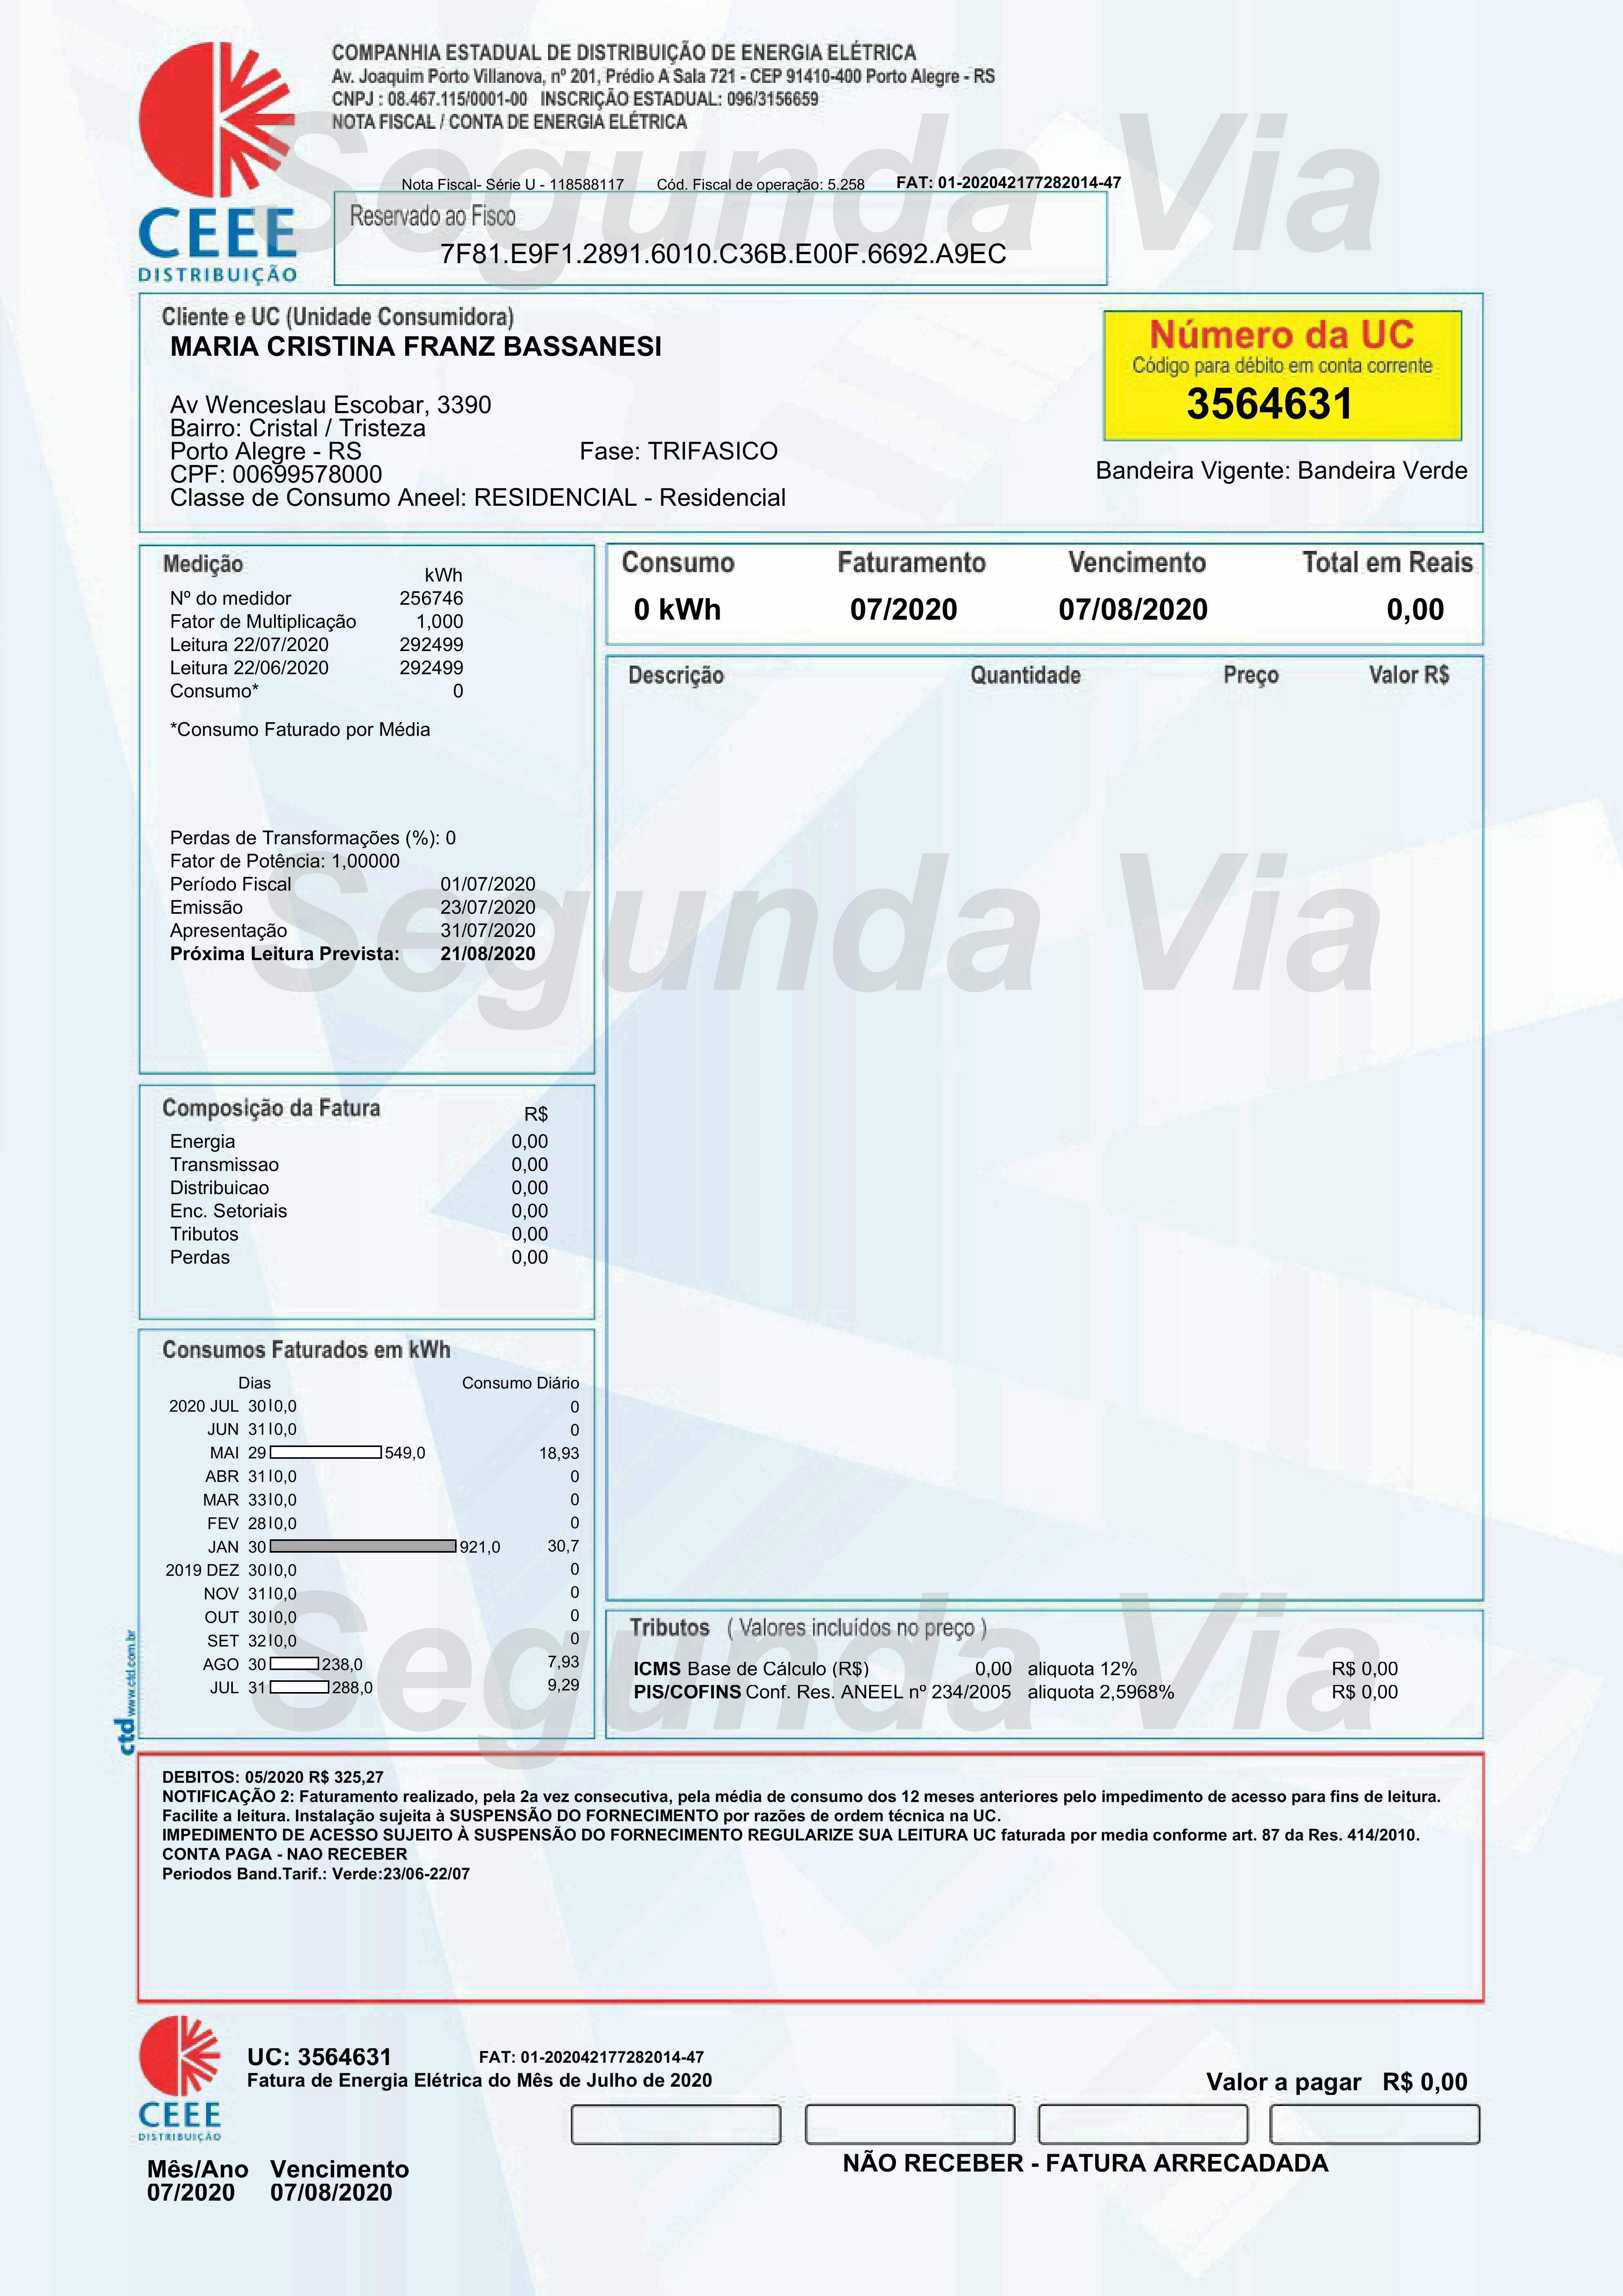 COMPANHIA ESTADUAL DE DISTRIBUIÇÃO DE ENERGIA ELÉTRICA
Av. Joaquim Porto Villanova, nº 201, Prédio A Sala 721 - CEP 91410-400 Porto Alegre - RS
CNPJ : 08.467.115/0001-00 INSCRIÇÃO ESTADUAL: 096/3156659
NOTA FISCAL / CONTA DE ENERGIA ELÉTRICA
Segunda Via
Nota Fiscal- Série U - 118588117 Cód. Fiscal de operação: 5.258 FAT: 01-202042177282014-47
CEEE
DISTRIBUIÇÃO
Reservado ao Fisco
7F81.E9F1.2891.6010.C36B.E00F.6692.A9EC
Cliente e UC (Unidade Consumidora)
MARIA CRISTINA FRANZ BASSANESI
Av Wenceslau Escobar, 3390
Bairro: Cristal / Tristeza
Porto Alegre - RS Fase: TRIFASICO
CPF: 00699578000
Classe de Consumo Aneel: RESIDENCIAL - Residencial
Número da UC
Código para débito em conta corrente
3564631
Bandeira Vigente: Bandeira Verde
Medição
kWh
Nº do medidor 256746
Fator de Multiplicação 1,000
Leitura 22/07/2020 292499
Leitura 22/06/2020 292499
Consumo* 0
*Consumo Faturado por Média
Perdas de Transformações (%): 0
Fator de Potência: 1,00000
Período Fiscal 01/07/2020
Emissão 23/07/2020
Apresentação 31/07/2020
Próxima Leitura Prevista: 21/08/2020
Consumo Faturamento Vencimento Total em Reais
0 kWh 07/2020 07/08/2020 0,00
Descrição Quantidade Preço Valor R$
Segunda Via
Composição da Fatura R$
Energia 0,00
Transmissao 0,00
Distribuicao 0,00
Enc. Setoriais 0,00
Tributos 0,00
Perdas 0,00
Consumos Faturados em kWh
Dias Consumo Diário
2020 JUL 30 0,0 0
JUN 31 0,0 0
MAI 29 549,0 18,93
ABR 31 0,0 0
MAR 33 0,0 0
FEV 28 0,0 0
JAN 30 921,0 30,7
2019 DEZ 30 0,0 0
NOV 31 0,0 0
OUT 30 0,0 0
SET 32 0,0 0
AGO 30 238,0 7,93
JUL 31 288,0 9,29
ctd www.ctd.com.br
Segunda Via
Tributos ( Valores incluídos no preço )
ICMS Base de Cálculo (R$) 0,00 aliquota 12% R$ 0,00
PIS/COFINS Conf. Res. ANEEL nº 234/2005 aliquota 2,5968% R$ 0,00
DEBITOS: 05/2020 R$ 325,27
NOTIFICAÇÃO 2: Faturamento realizado, pela 2a vez consecutiva, pela média de consumo dos 12 meses anteriores pelo impedimento de acesso para fins de leitura.
Facilite a leitura. Instalação sujeita à SUSPENSÃO DO FORNECIMENTO por razões de ordem técnica na UC.
IMPEDIMENTO DE ACESSO SUJEITO À SUSPENSÃO DO FORNECIMENTO REGULARIZE SUA LEITURA UC faturada por media conforme art. 87 da Res. 414/2010.
CONTA PAGA - NAO RECEBER
Periodos Band.Tarif.: Verde:23/06-22/07
CEEE
DISTRIBUIÇÃO
UC: 3564631 FAT: 01-202042177282014-47
Fatura de Energia Elétrica do Mês de Julho de 2020
Valor a pagar R$ 0,00
NÃO RECEBER - FATURA ARRECADADA
Mês/Ano Vencimento
07/2020 07/08/2020